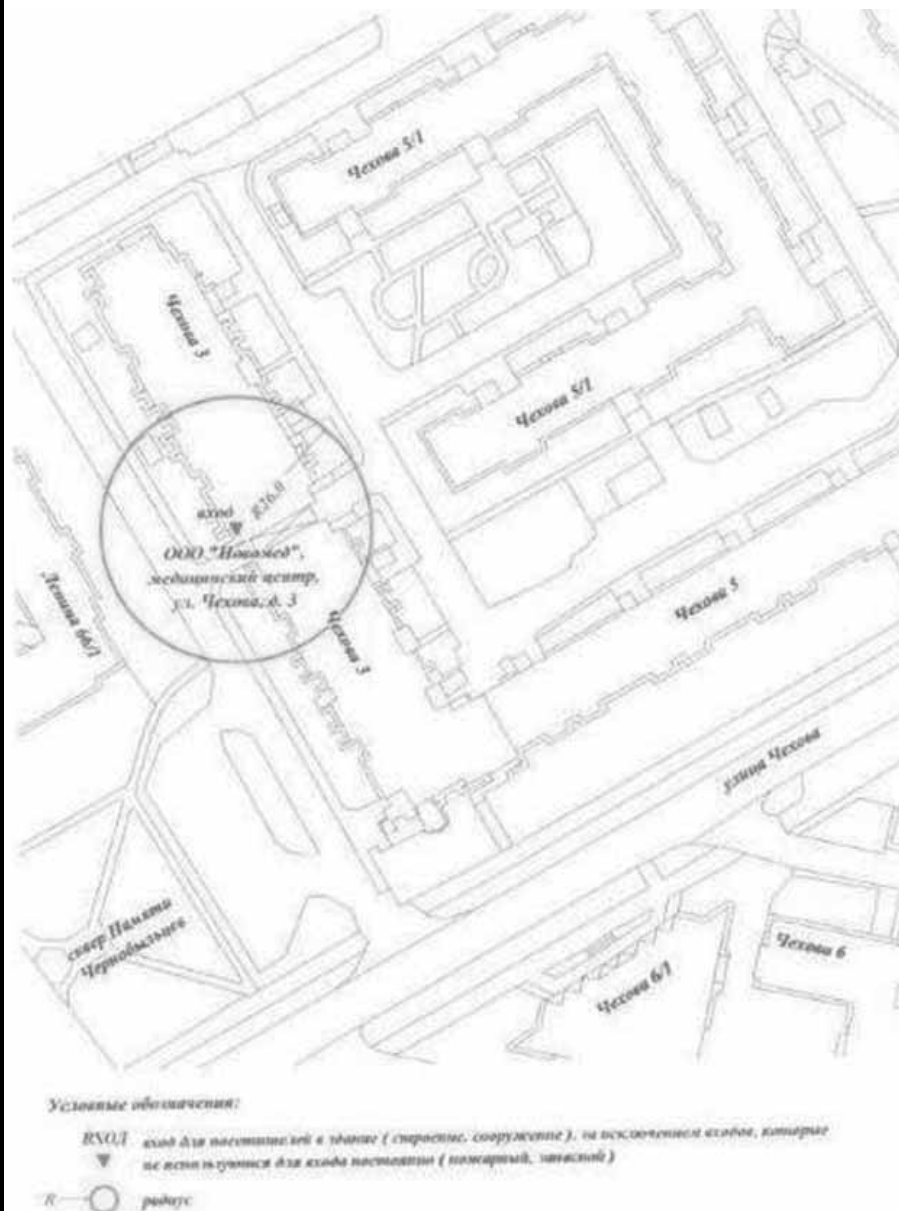 Чехова 5/1
Чехова 3
Чехова 5/1
вход
R26,0
ООО "Новомед",
медицинский центр,
ул. Чехова, д. 3
Ленина 66/1
Чехова 3
Чехова 5
улица Чехова
сквер Памяти
Чернобыльцев
Чехова 6
Чехова 6/1
Условные обозначения:
ВХОД вход для посетителей в здание ( строение, сооружение ), за исключением входов, которые
не используются для входа постоянно ( пожарный, запасной )
R радиус